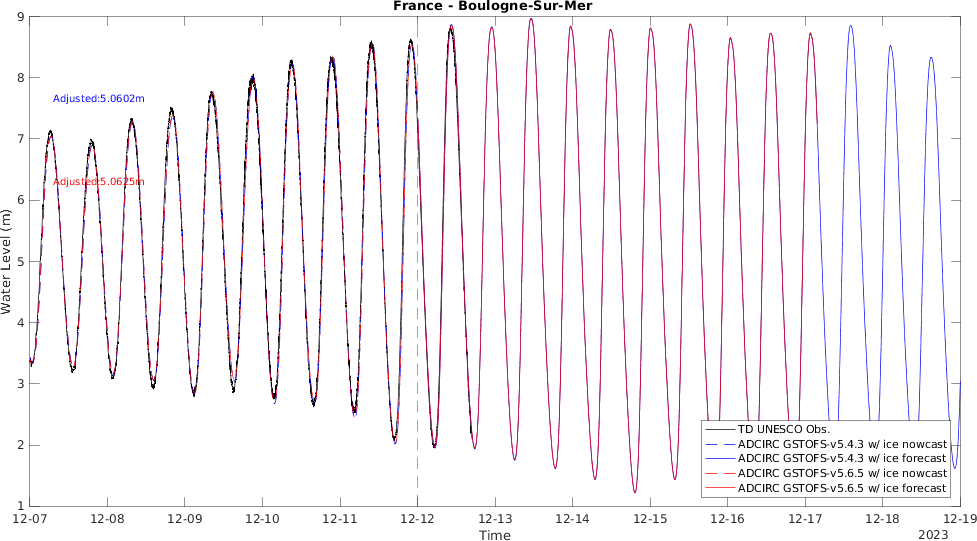 France - Boulogne-Sur-Mer
9
8
7
6
5
4
3
2
1
Water Level (m)
Adjusted:5.0602m
Adjusted:5.0625m
TD UNESCO Obs.
ADCIRC GSTOFS-v5.4.3 w/ ice nowcast
ADCIRC GSTOFS-v5.4.3 w/ ice forecast
ADCIRC GSTOFS-v5.6.5 w/ ice nowcast
ADCIRC GSTOFS-v5.6.5 w/ ice forecast
12-07 12-08 12-09 12-10 12-11 12-12 12-13 12-14 12-15 12-16 12-17 12-18 12-19
Time
2023